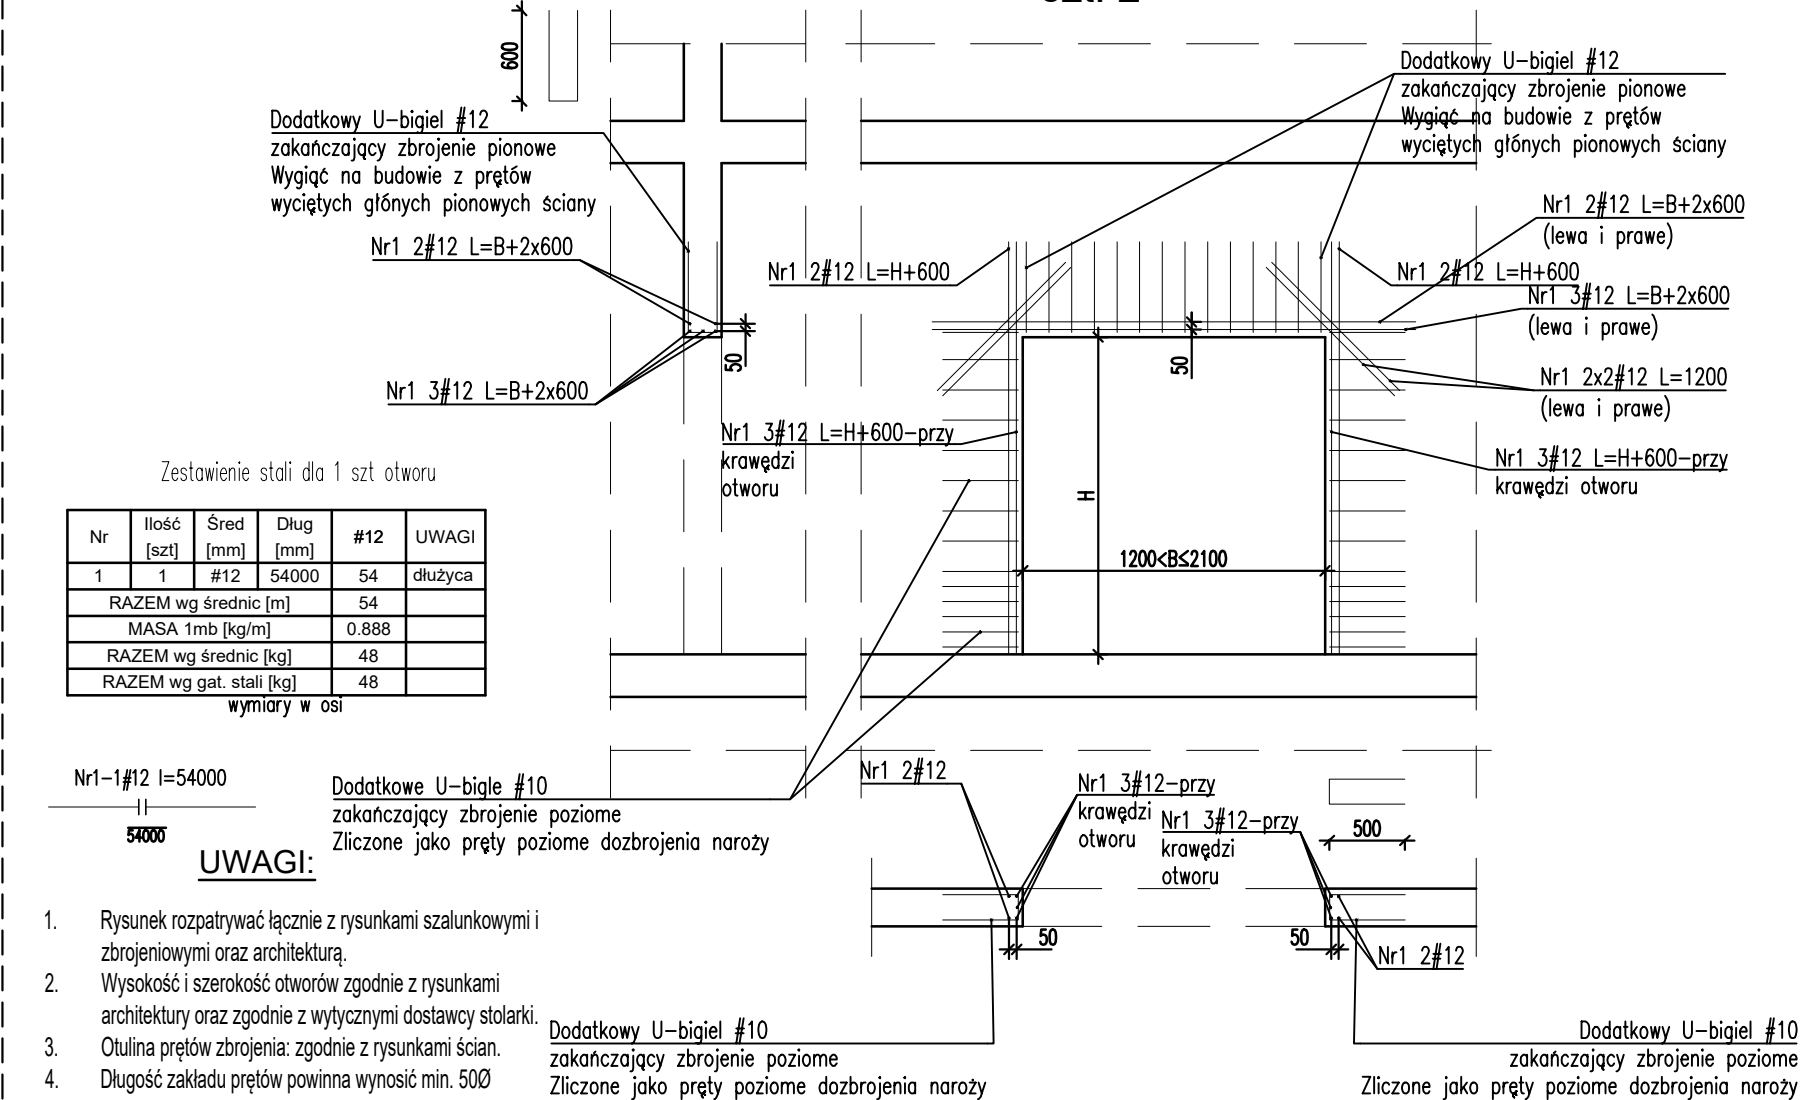 600
Dodatkowy U-bigiel #12
zakańczający zbrojenie pionowe
Wygiąć na budowie z prętów
wyciętych głónych pionowych ściany
Nr1 2#12 L=B+2x600
50
Nr1 3#12 L=B+2x600
Dodatkowy U-bigiel #12
zakańczający zbrojenie pionowe
Wygiąć na budowie z prętów
wyciętych głónych pionowych ściany
Nr1 2#12 L=B+2x600
(lewa i prawe)
Nr1 2#12 L=H+600
Nr1 2#12 L=H+600
Nr1 3#12 L=B+2x600
(lewa i prawe)
50
Nr1 2x2#12 L=1200
(lewa i prawe)
Nr1 3#12 L=H+600-przy
krawędzi
otworu
Nr1 3#12 L=H+600-przy
krawędzi otworu
H
1200<B≤2100
Zestawienie stali dla 1 szt otworu
Nr Ilość [szt] Śred [mm] Dług [mm] #12 UWAGI
1 1 #12 54000 54 dłużyca
RAZEM wg średnic [m] 54
MASA 1mb [kg/m] 0.888
RAZEM wg średnic [kg] 48
RAZEM wg gat. stali [kg] 48
wymiary w osi
Nr1-1#12 l=54000
54000
Dodatkowe U-bigle #10
zakańczający zbrojenie poziome
Zliczone jako pręty poziome dozbrojenia naroży
Nr1 2#12
Nr1 3#12-przy
krawędzi
otworu
Nr1 3#12-przy
krawędzi
otworu
500
50
50
Nr1 2#12
UWAGI:
1. Rysunek rozpatrywać łącznie z rysunkami szalunkowymi i
zbrojeniowymi oraz architekturą.
2. Wysokość i szerokość otworów zgodnie z rysunkami
architektury oraz zgodnie z wytycznymi dostawcy stolarki.
3. Otulina prętów zbrojenia: zgodnie z rysunkami ścian.
4. Długość zakładu prętów powinna wynosić min. 50Ø
Dodatkowy U-bigiel #10
zakańczający zbrojenie poziome
Zliczone jako pręty poziome dozbrojenia naroży
Dodatkowy U-bigiel #10
zakańczający zbrojenie poziome
Zliczone jako pręty poziome dozbrojenia naroży